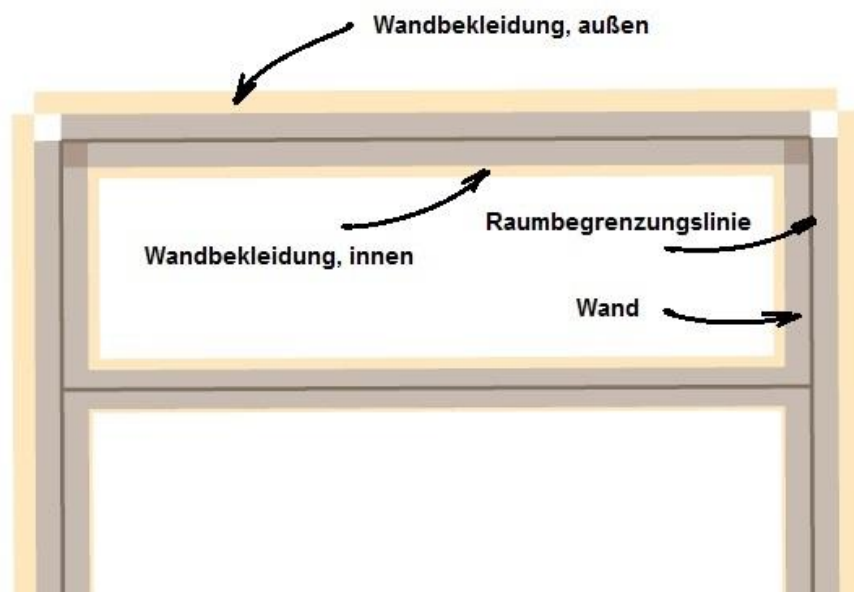 Wandbekleidung, außen
Raumbegrenzungslinie
Wandbekleidung, innen
Wand